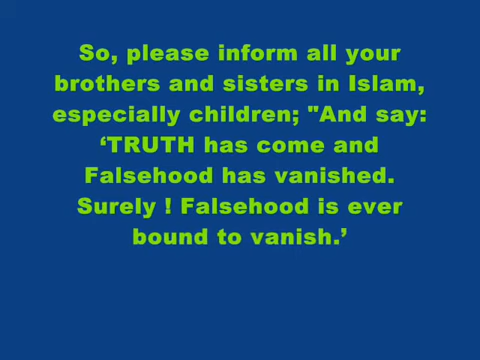 So, please inform all your
brothers and sisters in Islam,
especially children; "And say:
‘TRUTH has come and
Falsehood has vanished.
Surely ! Falsehood is ever
bound to vanish.’